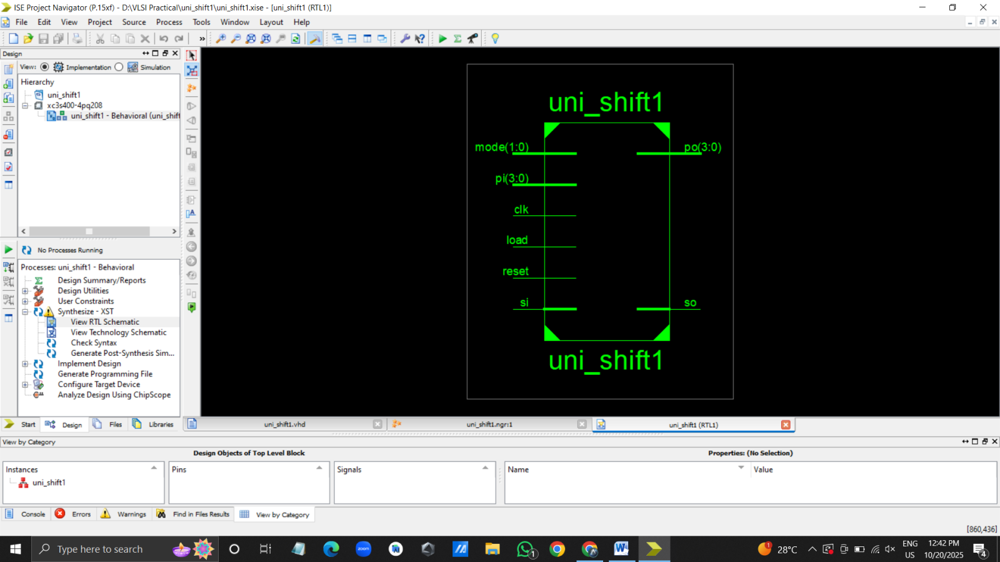 ISE Project Navigator (P.15xf) - D:\VLSI Practical\uni_shift1\uni_shift1.xise - [uni_shift1 (RTL1)]
File Edit View Project Source Process Tools Window Layout Help
Design
View: Implementation Simulation
Hierarchy
uni_shift1
xc3s400-4pq208
uni_shift1 - Behavioral (uni_shift
No Processes Running
Processes: uni_shift1 - Behavioral
Design Summary/Reports
Design Utilities
User Constraints
Synthesize - XST
View RTL Schematic
View Technology Schematic
Check Syntax
Generate Post-Synthesis Sim...
Implement Design
Generate Programming File
Configure Target Device
Analyze Design Using ChipScope
Start Design Files Libraries
uni_shift1
mode(1:0)
po(3:0)
pi(3:0)
clk
load
reset
si
so
uni_shift1
uni_shift1.vhd uni_shift1.ngr:1 uni_shift1 (RTL1)
View by Category
Design Objects of Top Level Block Properties: (No Selection)
Instances Pins Signals Name Value
uni_shift1
Console Errors Warnings Find in Files Results View by Category
[860,436]
Type here to search
zoom
1
1
28°C
ENG
US
12:42 PM
10/20/2025
4